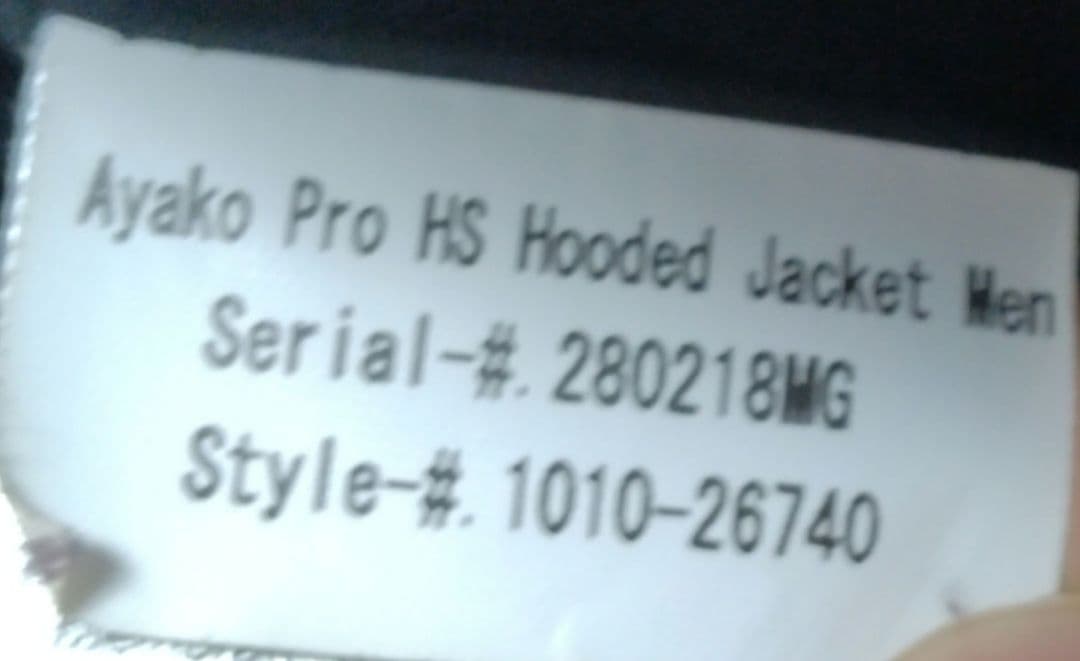 Ayako Pro HS Hooded Jacket Men
Serial-#. 280218MG
Style-#. 1010-26740